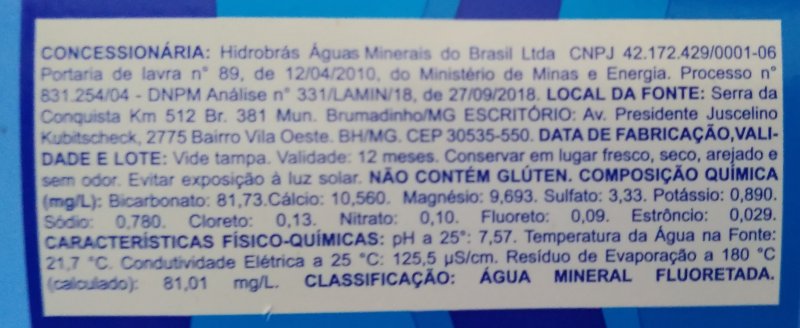 CONCESSIONÁRIA: Hidrobrás Águas Minerais do Brasil Ltda CNPJ 42.172.429/0001-06
Portaria de lavra n° 89, de 12/04/2010, do Ministério de Minas e Energia. Processo n°
831.254/04 - DNPM Análise n° 331/LAMIN/18, de 27/09/2018. LOCAL DA FONTE: Serra da
Conquista Km 512 Br. 381 Mun. Brumadinho/MG ESCRITÓRIO: Av. Presidente Juscelino
Kubitscheck, 2775 Bairro Vila Oeste. BH/MG. CEP 30535-550. DATA DE FABRICAÇÃO,VALI-
DADE E LOTE: Vide tampa. Validade: 12 meses. Conservar em lugar fresco, seco, arejado e
sem odor. Evitar exposição à luz solar. NÃO CONTÉM GLÚTEN. COMPOSIÇÃO QUÍMICA
(mg/L): Bicarbonato: 81,73.Cálcio: 10,560. Magnésio: 9,693. Sulfato: 3,33. Potássio: 0,890.
Sódio: 0,780. Cloreto: 0,13. Nitrato: 0,10. Fluoreto: 0,09. Estrôncio: 0,029.
CARACTERÍSTICAS FÍSICO-QUÍMICAS: pH a 25°: 7,57. Temperatura da Água na Fonte:
21,7 °C. Condutividade Elétrica a 25 °C: 125,5 µS/cm. Resíduo de Evaporação a 180 °C
(calculado): 81,01 mg/L. CLASSIFICAÇÃO: ÁGUA MINERAL FLUORETADA.